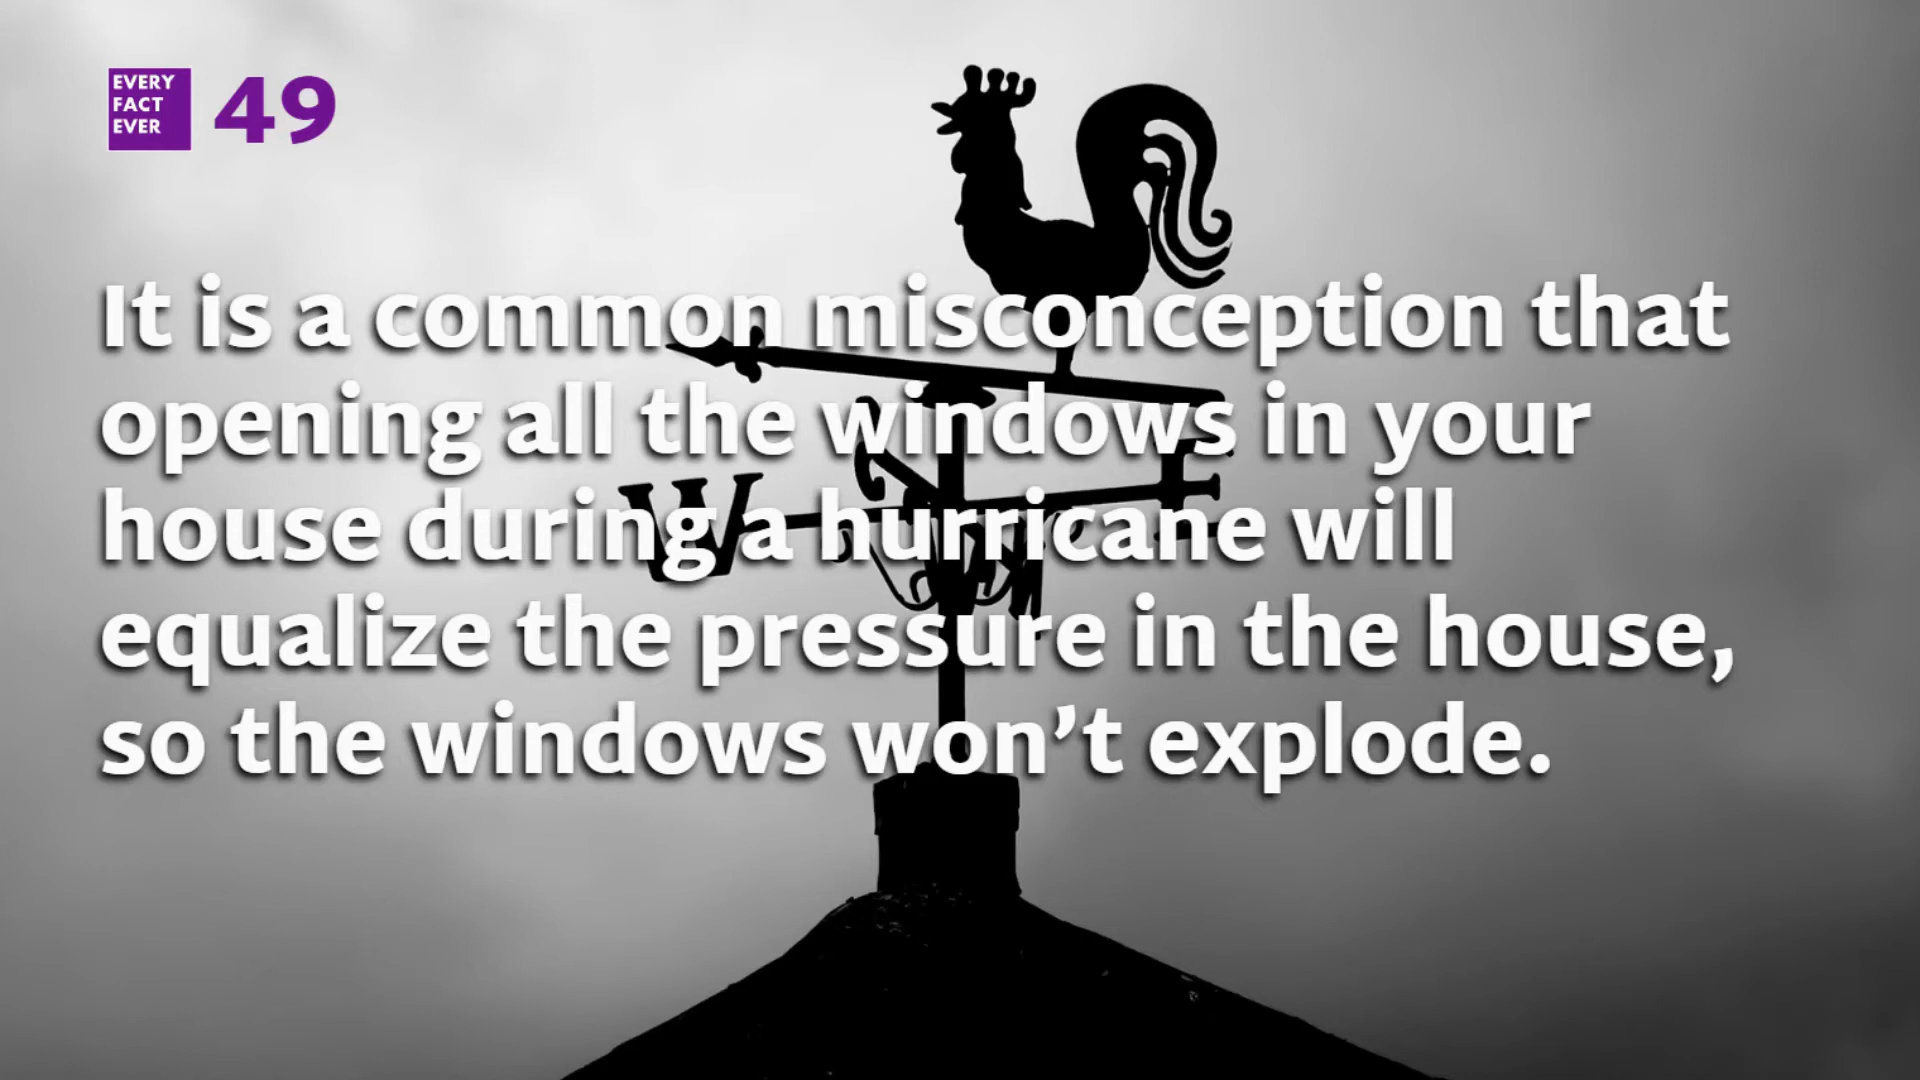 EVERY
FACT
EVER
49
It is a common misconception that
opening all the windows in your
house during a hurricane will
equalize the pressure in the house,
so the windows won’t explode.
W
E
N